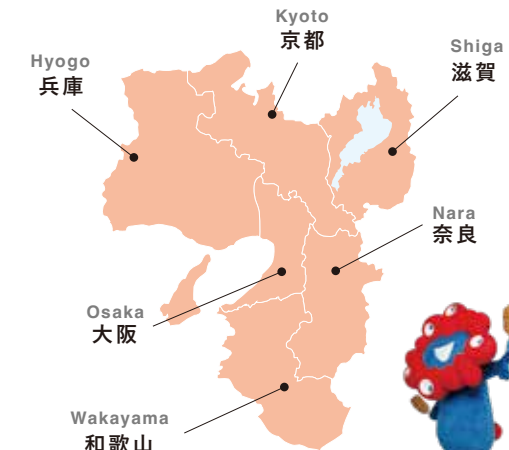 Kyoto
京都
Hyogo
兵庫
Shiga
滋賀
Nara
奈良
Osaka
大阪
Wakayama
和歌山